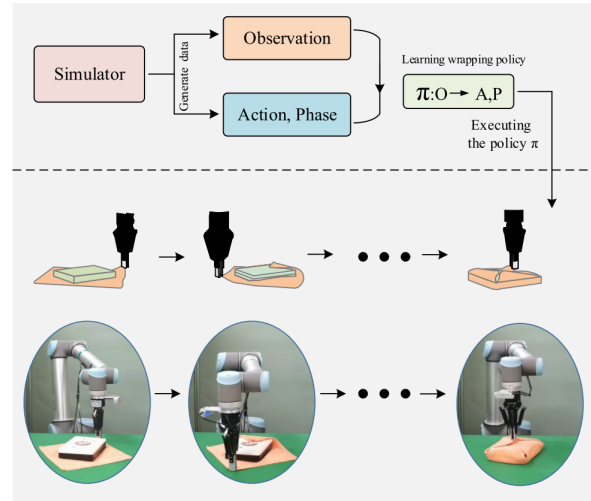 Simulator
Generate data
Observation
Action, Phase
Learning wrapping policy
π:O → A,P
Executing
the policy π